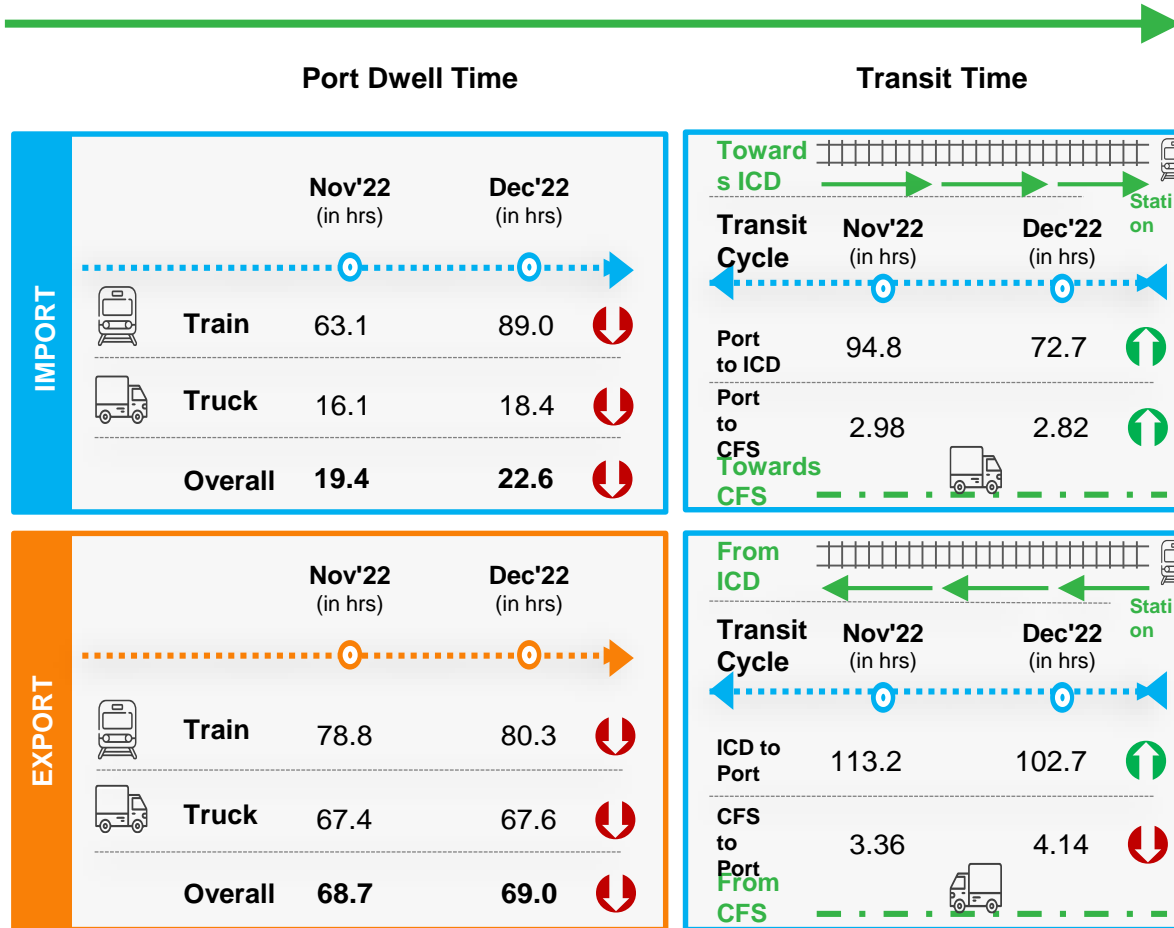 Port Dwell Time
Transit Time
IMPORT
Nov'22
(in hrs)
Dec'22
(in hrs)
Train 63.1 89.0
Truck 16.1 18.4
Overall 19.4 22.6
Toward
s ICD
Stati
on
Transit
Cycle
Nov'22
(in hrs)
Dec'22
(in hrs)
Port
to ICD
94.8 72.7
Port
to
CFS
2.98 2.82
Towards
CFS
EXPORT
Nov'22
(in hrs)
Dec'22
(in hrs)
Train 78.8 80.3
Truck 67.4 67.6
Overall 68.7 69.0
From
ICD
Stati
on
Transit
Cycle
Nov'22
(in hrs)
Dec'22
(in hrs)
ICD to
Port
113.2 102.7
CFS
to
Port
3.36 4.14
From
CFS